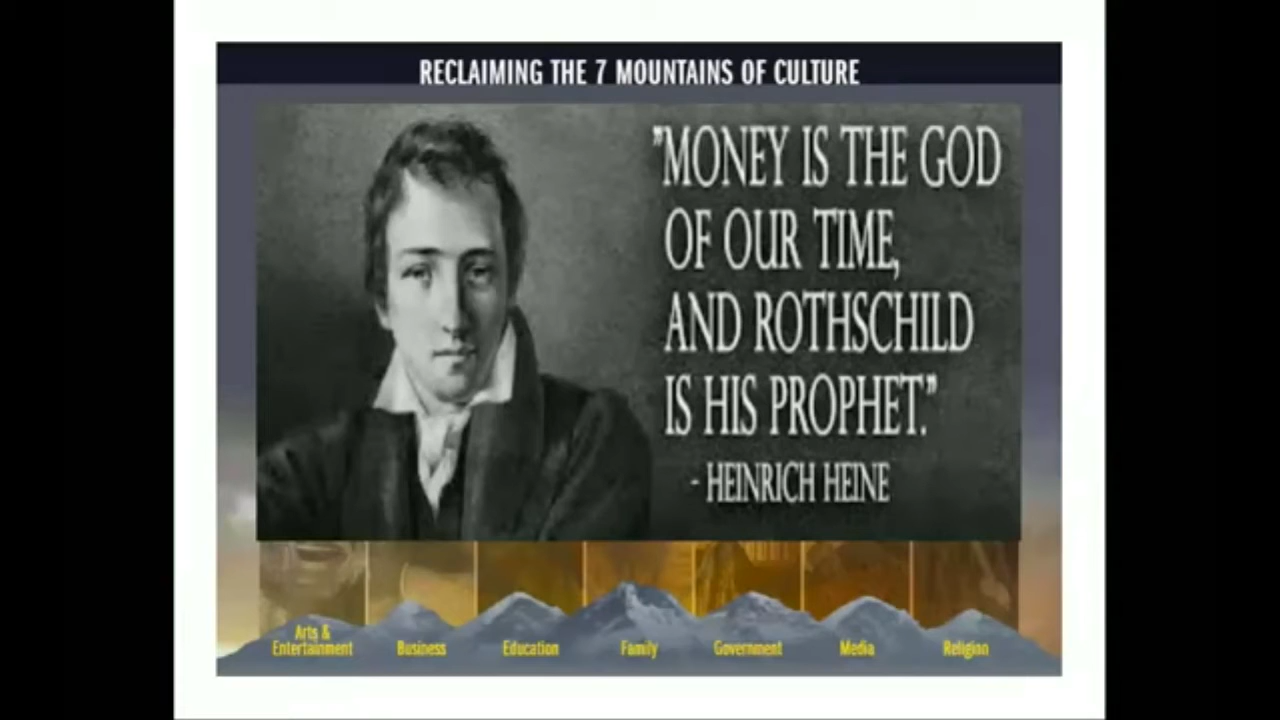 RECLAIMING THE 7 MOUNTAINS OF CULTURE
"MONEY IS THE GOD
OF OUR TIME,
AND ROTHSCHILD
IS HIS PROPHET."
- HEINRICH HEINE
Arts &
Entertainment
Business
Education
Family
Government
Media
Religion